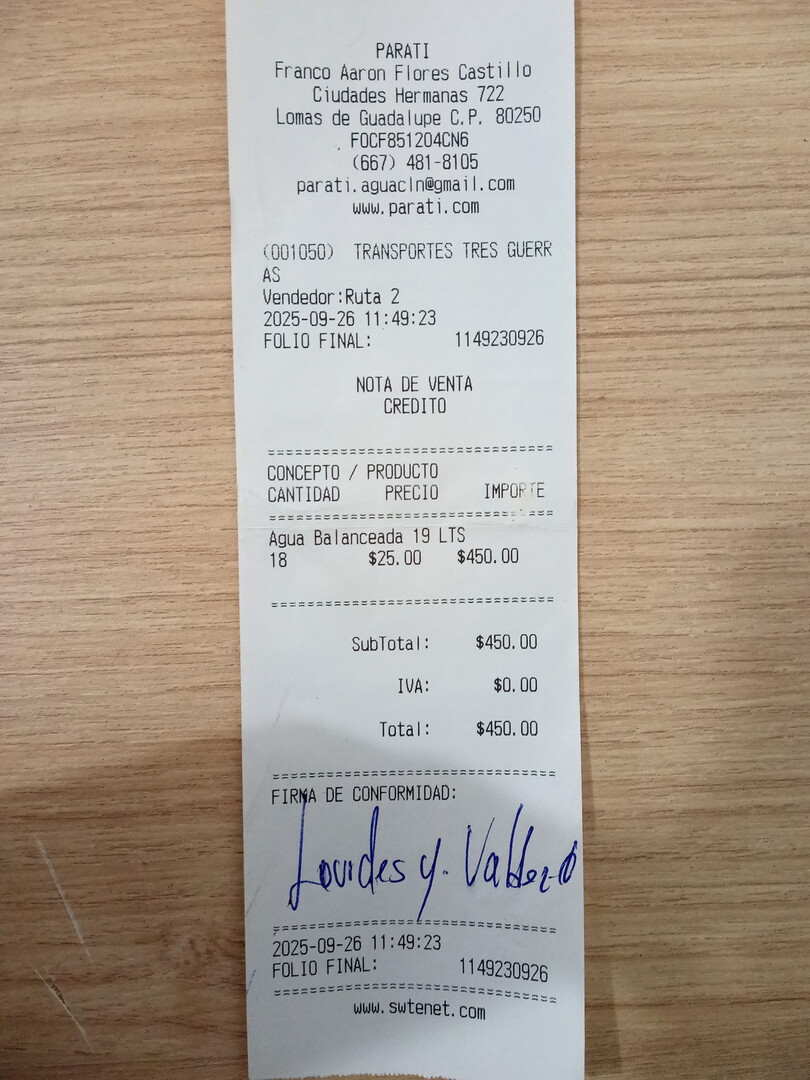 PARATI
Franco Aaron Flores Castillo
Ciudades Hermanas 722
Lomas de Guadalupe C.P. 80250
FOCF851204CN6
(667) 481-8105
parati.aguacln@gmail.com
www.parati.com
(001050) TRANSPORTES TRES GUERR
AS
Vendedor:Ruta 2
2025-09-26 11:49:23
FOLIO FINAL: 1149230926
NOTA DE VENTA
CREDITO
==============================
CONCEPTO / PRODUCTO
CANTIDAD PRECIO IMPORTE
==============================
Agua Balanceada 19 LTS
18 $25.00 $450.00
==============================
SubTotal: $450.00
IVA: $0.00
Total: $450.00
==============================
FIRMA DE CONFORMIDAD:
Lourdes y.
==============================
2025-09-26 11:49:23
FOLIO FINAL: 1149230926
==============================
www.swtenet.com